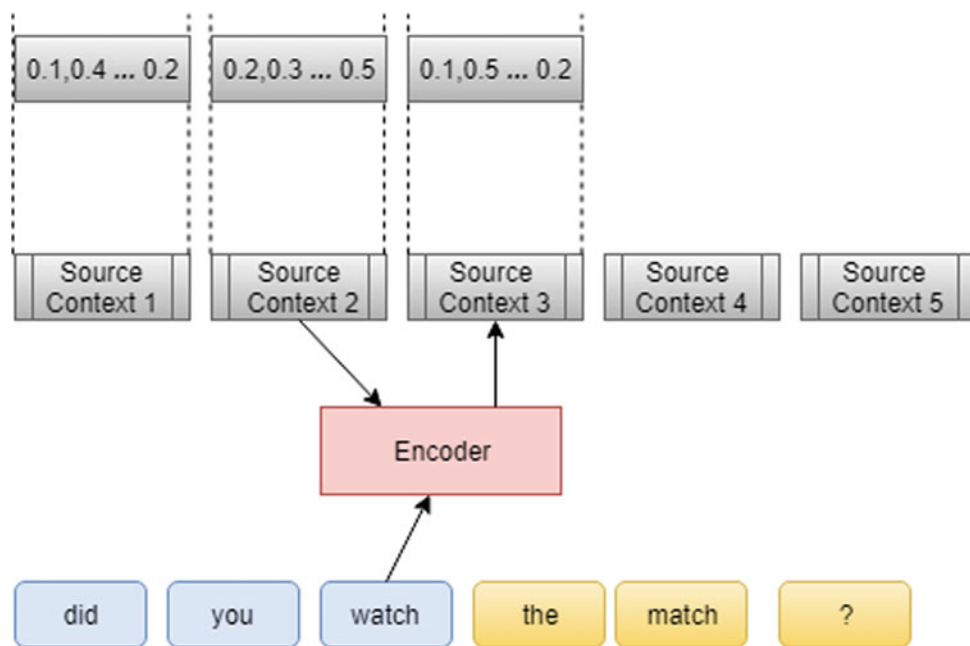 0.1,0.4 ... 0.2
0.2,0.3 ... 0.5
0.1,0.5 ... 0.2
Source
Context 1
Source
Context 2
Source
Context 3
Source
Context 4
Source
Context 5
Encoder
did
you
watch
the
match
?